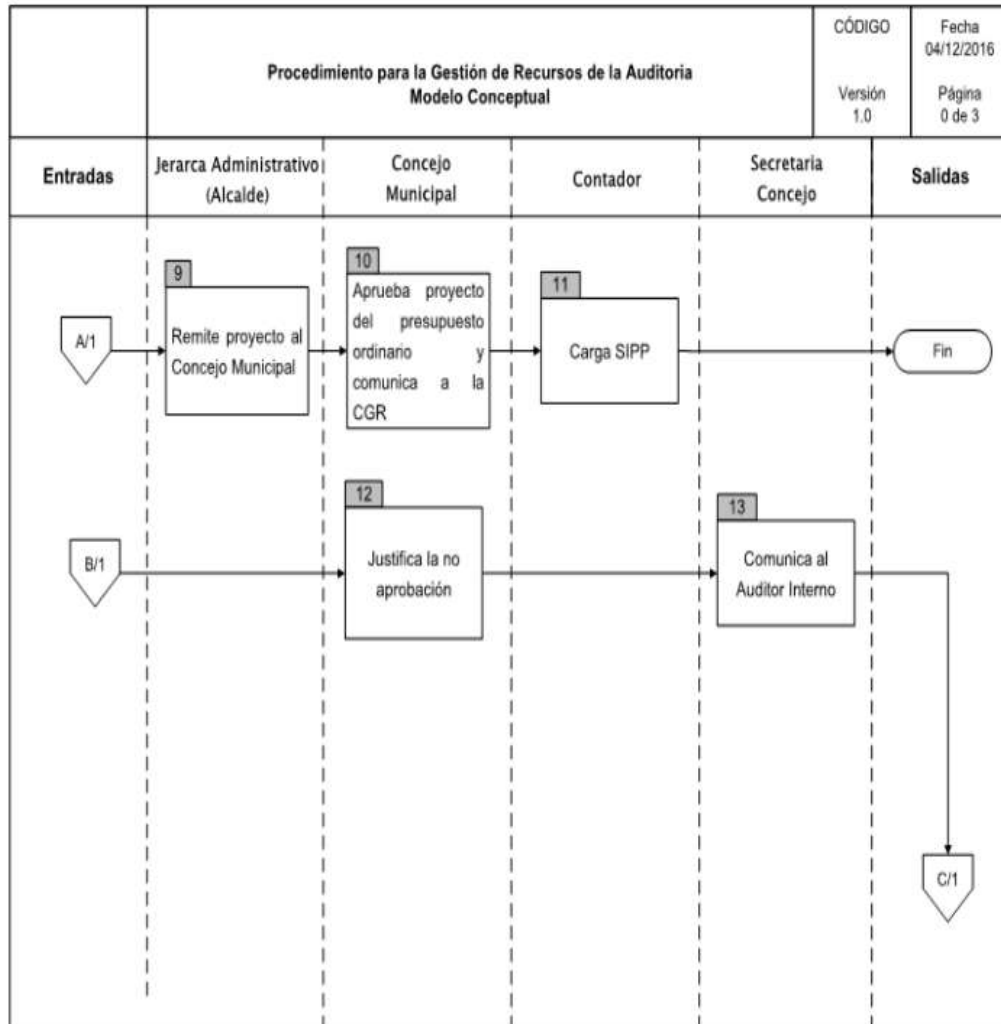 CÓDIGO
Fecha
04/12/2016
Procedimiento para la Gestión de Recursos de la Auditoria
Modelo Conceptual
Versión
1.0
Página
0 de 3
Entradas
Jerarca Administrativo
(Alcalde)
Concejo
Municipal
Contador
Secretaria
Concejo
Salidas
A/1
9
Remite proyecto al
Concejo Municipal
10
Aprueba proyecto
del presupuesto
ordinario y
comunica a la
CGR
11
Carga SIPP
Fin
B/1
12
Justifica la no
aprobación
13
Comunica al
Auditor Interno
C/1